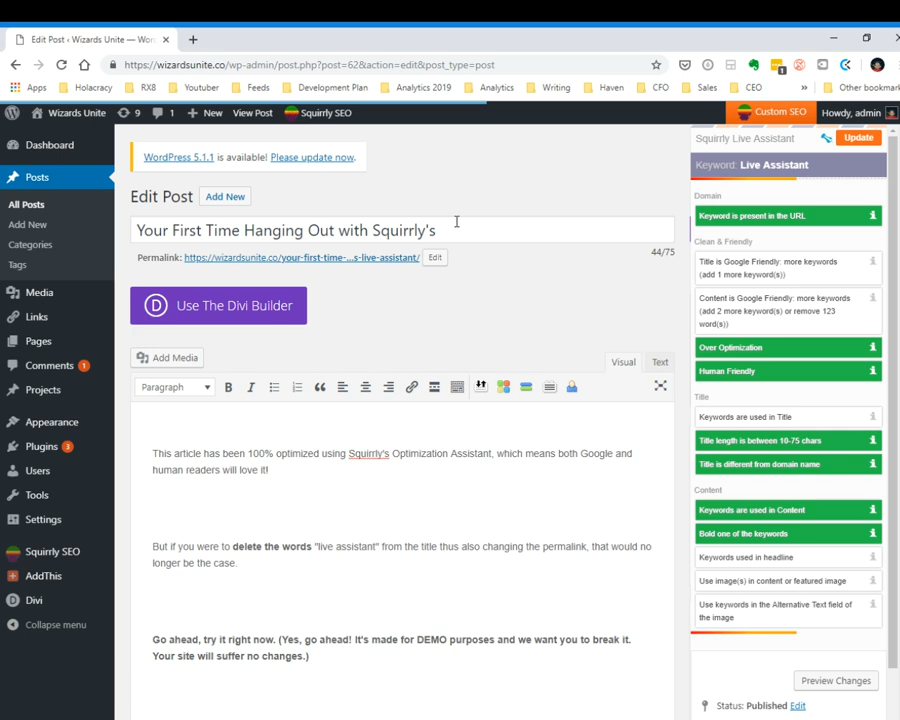 Edit Post ‹ Wizards Unite — Wor
https://wizardsunite.co/wp-admin/post.php?post=62&action=edit&post_type=post
Apps Holacracy RX8 Youtuber Feeds Development Plan Analytics 2019 Analytics Writing Haven CFO Sales CEO » Other bookmark
Wizards Unite 9 1 New View Post Squirrly SEO Custom SEO Howdy, admin
Dashboard
Posts
All Posts
Add New
Categories
Tags
Media
Links
Pages
Comments 1
Projects
Appearance
Plugins 3
Users
Tools
Settings
Squirrly SEO
AddThis
Divi
Collapse menu
WordPress 5.1.1 is available! Please update now.
Edit Post Add New
Your First Time Hanging Out with Squirrly's
44/75
Permalink: https://wizardsunite.co/your-first-time-...s-live-assistant/ Edit
D Use The Divi Builder
Add Media
Visual Text
Paragraph B I
This article has been 100% optimized using Squirrly's Optimization Assistant, which means both Google and
human readers will love it!
But if you were to delete the words "live assistant" from the title thus also changing the permalink, that would no
longer be the case.
Go ahead, try it right now. (Yes, go ahead! It's made for DEMO purposes and we want you to break it.
Your site will suffer no changes.)
Squirrly Live Assistant Update
Keyword: Live Assistant
Domain
Keyword is present in the URL
Clean & Friendly
Title is Google Friendly: more keywords
(add 1 more keyword(s))
Content is Google Friendly: more keywords
(add 2 more keyword(s) or remove 123
word(s))
Over Optimization
Human Friendly
Title
Keywords are used in Title
Title length is between 10-75 chars
Title is different from domain name
Content
Keywords are used in Content
Bold one of the keywords
Keywords used in headline
Use image(s) in content or featured image
Use keywords in the Alternative Text field of
the image
Preview Changes
Status: Published Edit